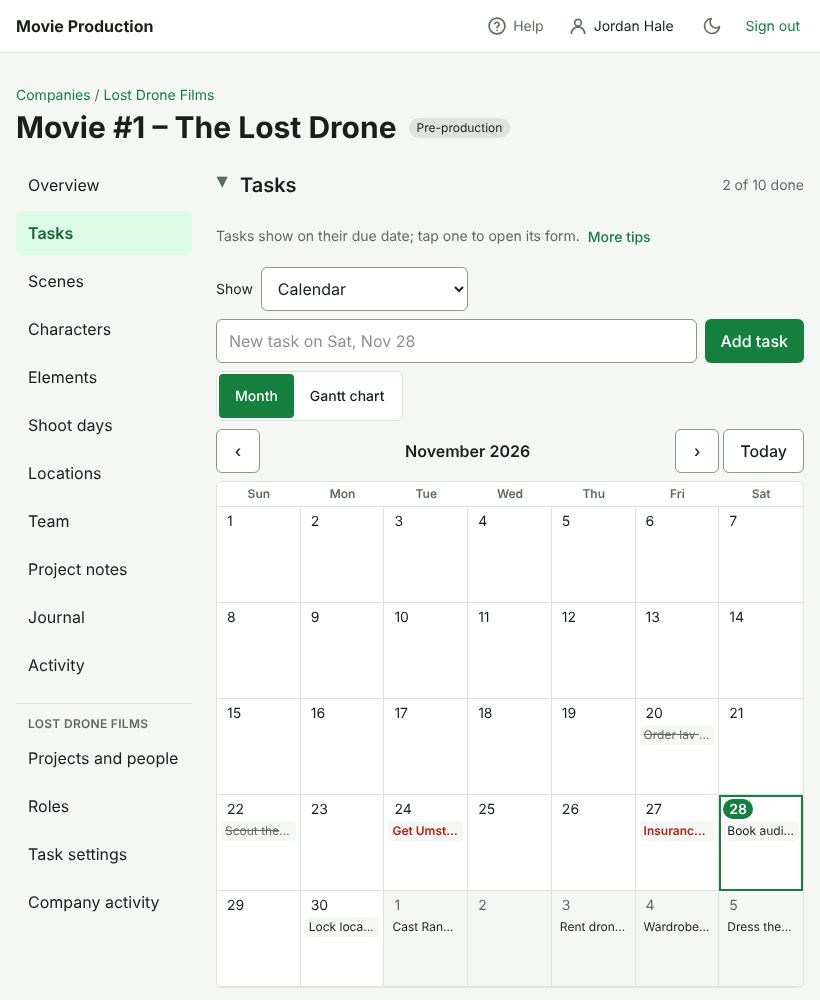 Movie Production
Help
Jordan Hale
Sign out
Companies / Lost Drone Films
Movie #1 – The Lost Drone
Pre-production
Overview
Tasks
Scenes
Characters
Elements
Shoot days
Locations
Team
Project notes
Journal
Activity
LOST DRONE FILMS
Projects and people
Roles
Task settings
Company activity
▼ Tasks
2 of 10 done
Tasks show on their due date; tap one to open its form. More tips
Show
Calendar
New task on Sat, Nov 28
Add task
Month
Gantt chart
‹
November 2026
›
Today
Sun Mon Tue Wed Thu Fri Sat
1 2 3 4 5 6 7
8 9 10 11 12 13 14
15 16 17 18 19 20 21
Order lav …
22 23 24 25 26 27 28
Scout the… Get Umst… Insuranc… Book audi…
29 30 1 2 3 4 5
Lock loca… Cast Ran… Rent dron… Wardrobe… Dress the…